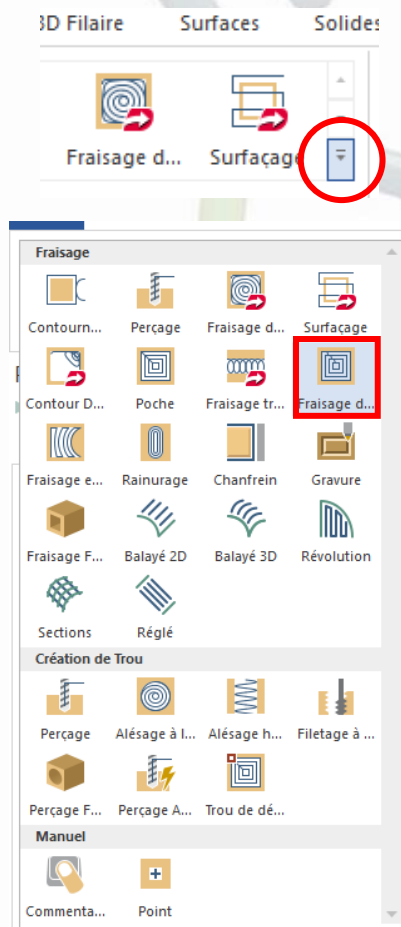 3D Filaire Surfaces Solides
Fraisage d... Surfaçage
Fraisage
Contourn... Perçage Fraisage d... Surfaçage
Contour D... Poche Fraisage tr... Fraisage d...
Fraisage e... Rainurage Chanfrein Gravure
Fraisage F... Balayé 2D Balayé 3D Révolution
Sections Réglé
Création de Trou
Perçage Alésage à l... Alésage h... Filetage à ...
Perçage F... Perçage A... Trou de dé...
Manuel
Commenta... Point